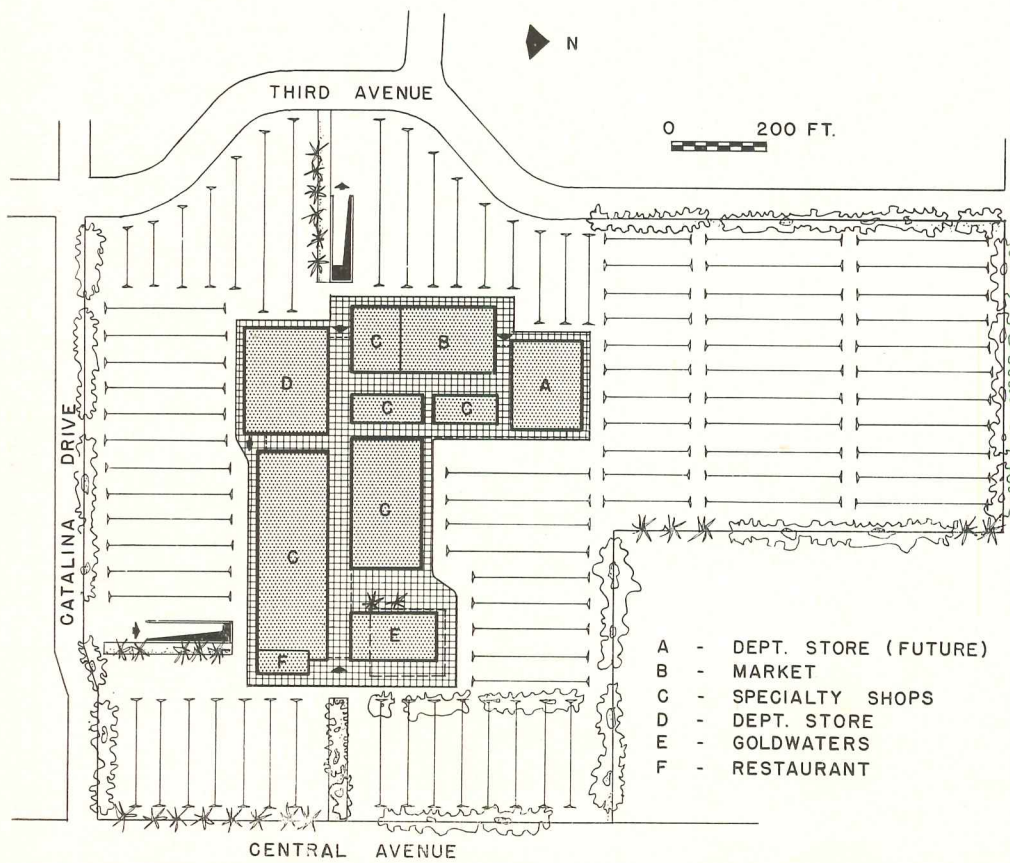 N
THIRD AVENUE
0 200 FT.
C B
D
A
C C
CATALINA DRIVE
C
C
E
F
A - DEPT. STORE (FUTURE)
B - MARKET
C - SPECIALTY SHOPS
D - DEPT. STORE
E - GOLDWATERS
F - RESTAURANT
CENTRAL AVENUE